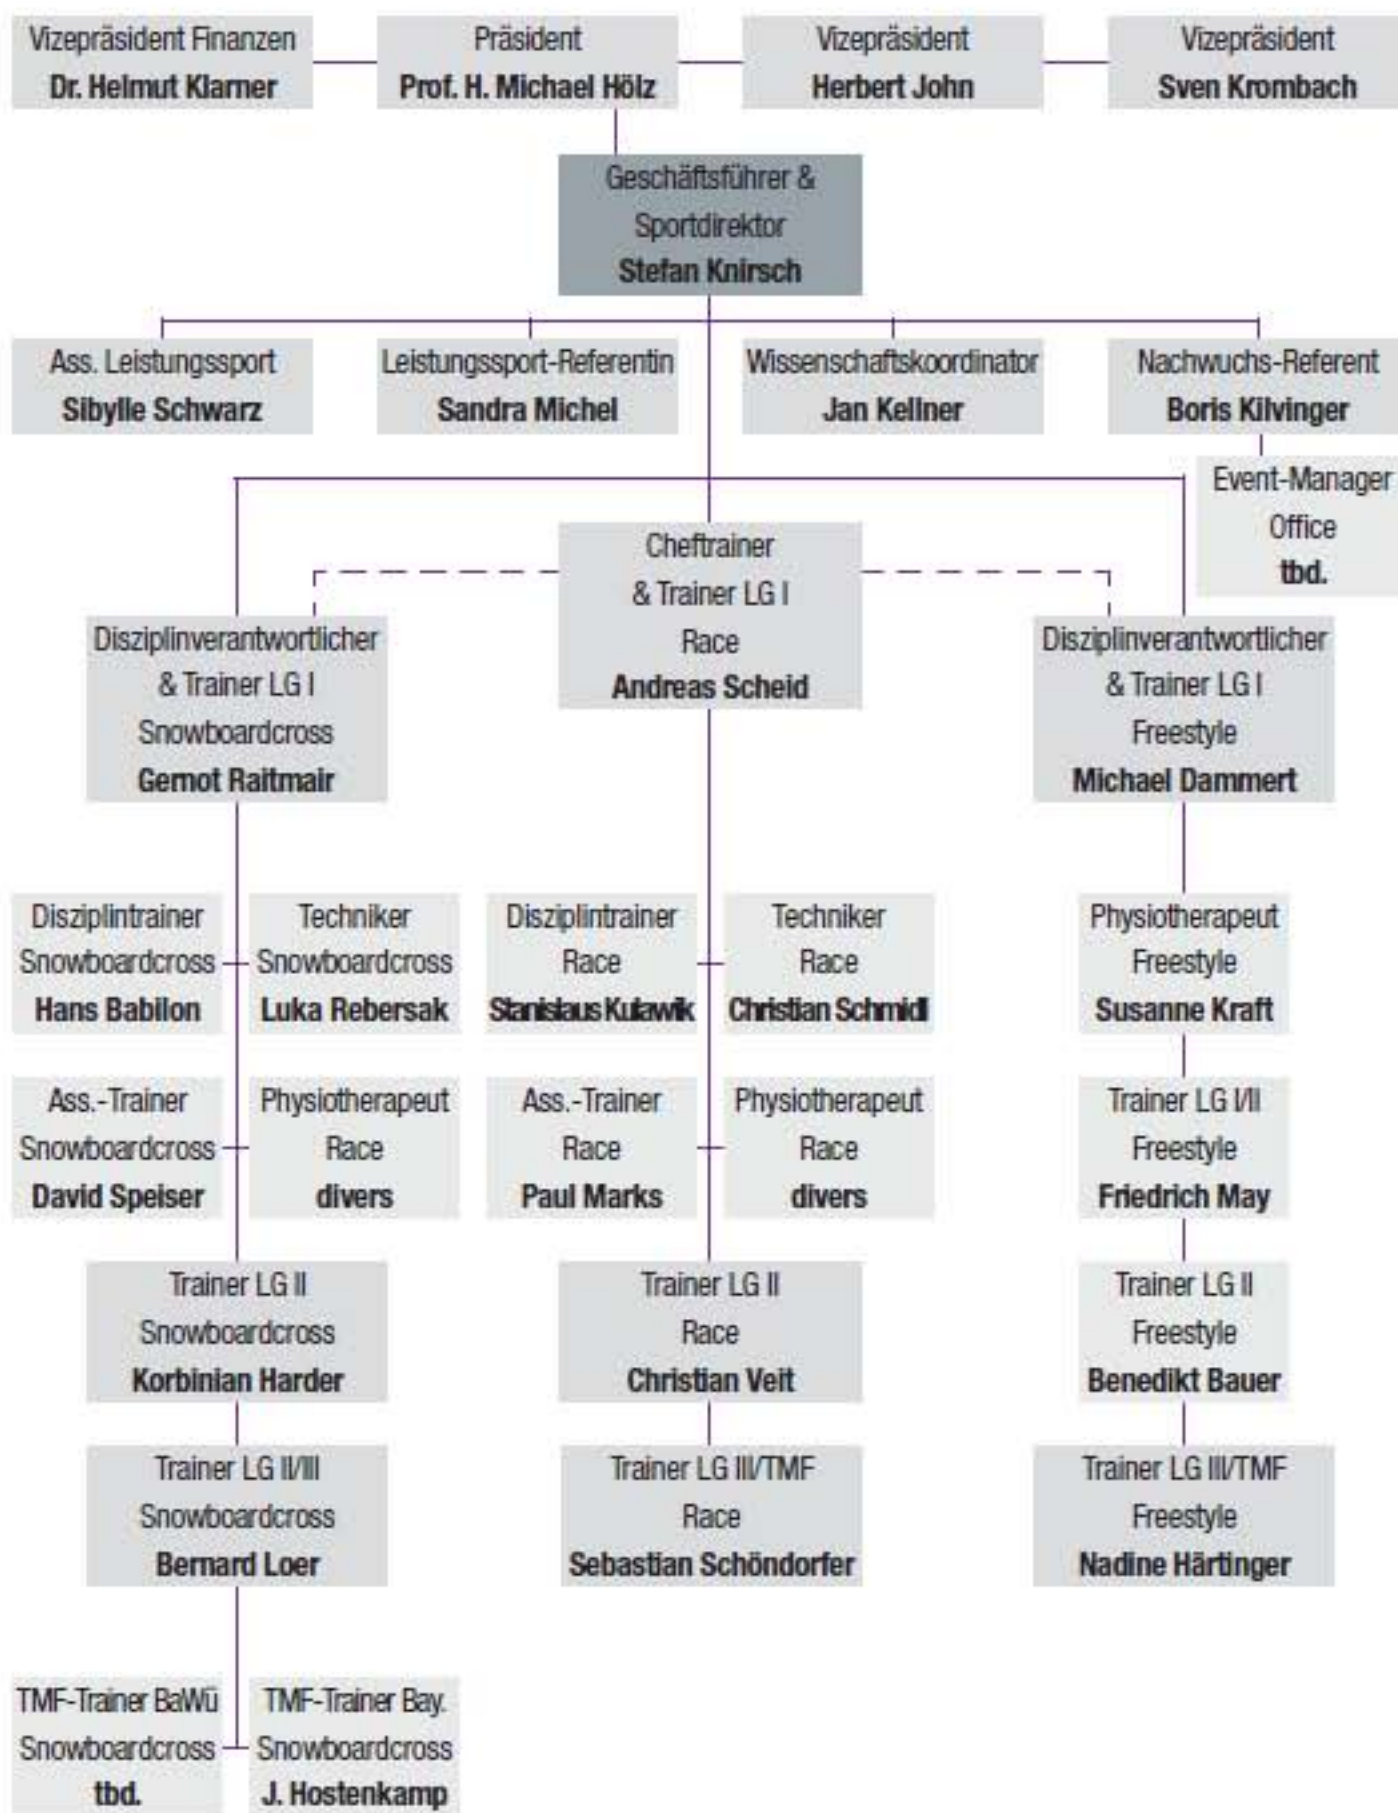 Vizepräsident Finanzen
Dr. Helmut Klarner
Präsident
Prof. H. Michael Hölz
Vizepräsident
Herbert John
Vizepräsident
Sven Krombach
Geschäftsführer &
Sportdirektor
Stefan Knirsch
Ass. Leistungssport
Sibylle Schwarz
Leistungssport-Referentin
Sandra Michel
Wissenschaftskoordinator
Jan Kellner
Nachwuchs-Referent
Boris Kilvinger
Event-Manager
Office
tbd.
Cheftrainer
& Trainer LG I
Race
Andreas Scheid
Disziplinverantwortlicher
& Trainer LG I
Snowboardcross
Gernot Raitmair
Disziplinverantwortlicher
& Trainer LG I
Freestyle
Michael Dammert
Disziplintrainer
Snowboardcross
Hans Babilon
Techniker
Snowboardcross
Luka Rebersak
Disziplintrainer
Race
Stanislaus Kulawik
Techniker
Race
Christian Schmidl
Physiotherapeut
Freestyle
Susanne Kraft
Ass.-Trainer
Snowboardcross
David Speiser
Physiotherapeut
Race
divers
Ass.-Trainer
Race
Paul Marks
Physiotherapeut
Race
divers
Trainer LG I/II
Freestyle
Friedrich May
Trainer LG II
Snowboardcross
Korbinian Harder
Trainer LG II
Race
Christian Veit
Trainer LG II
Freestyle
Benedikt Bauer
Trainer LG II/III
Snowboardcross
Bernard Loer
Trainer LG III/TMF
Race
Sebastian Schöndorfer
Trainer LG III/TMF
Freestyle
Nadine Härtinger
TMF-Trainer BaWü
Snowboardcross
tbd.
TMF-Trainer Bay.
Snowboardcross
J. Hostenkamp